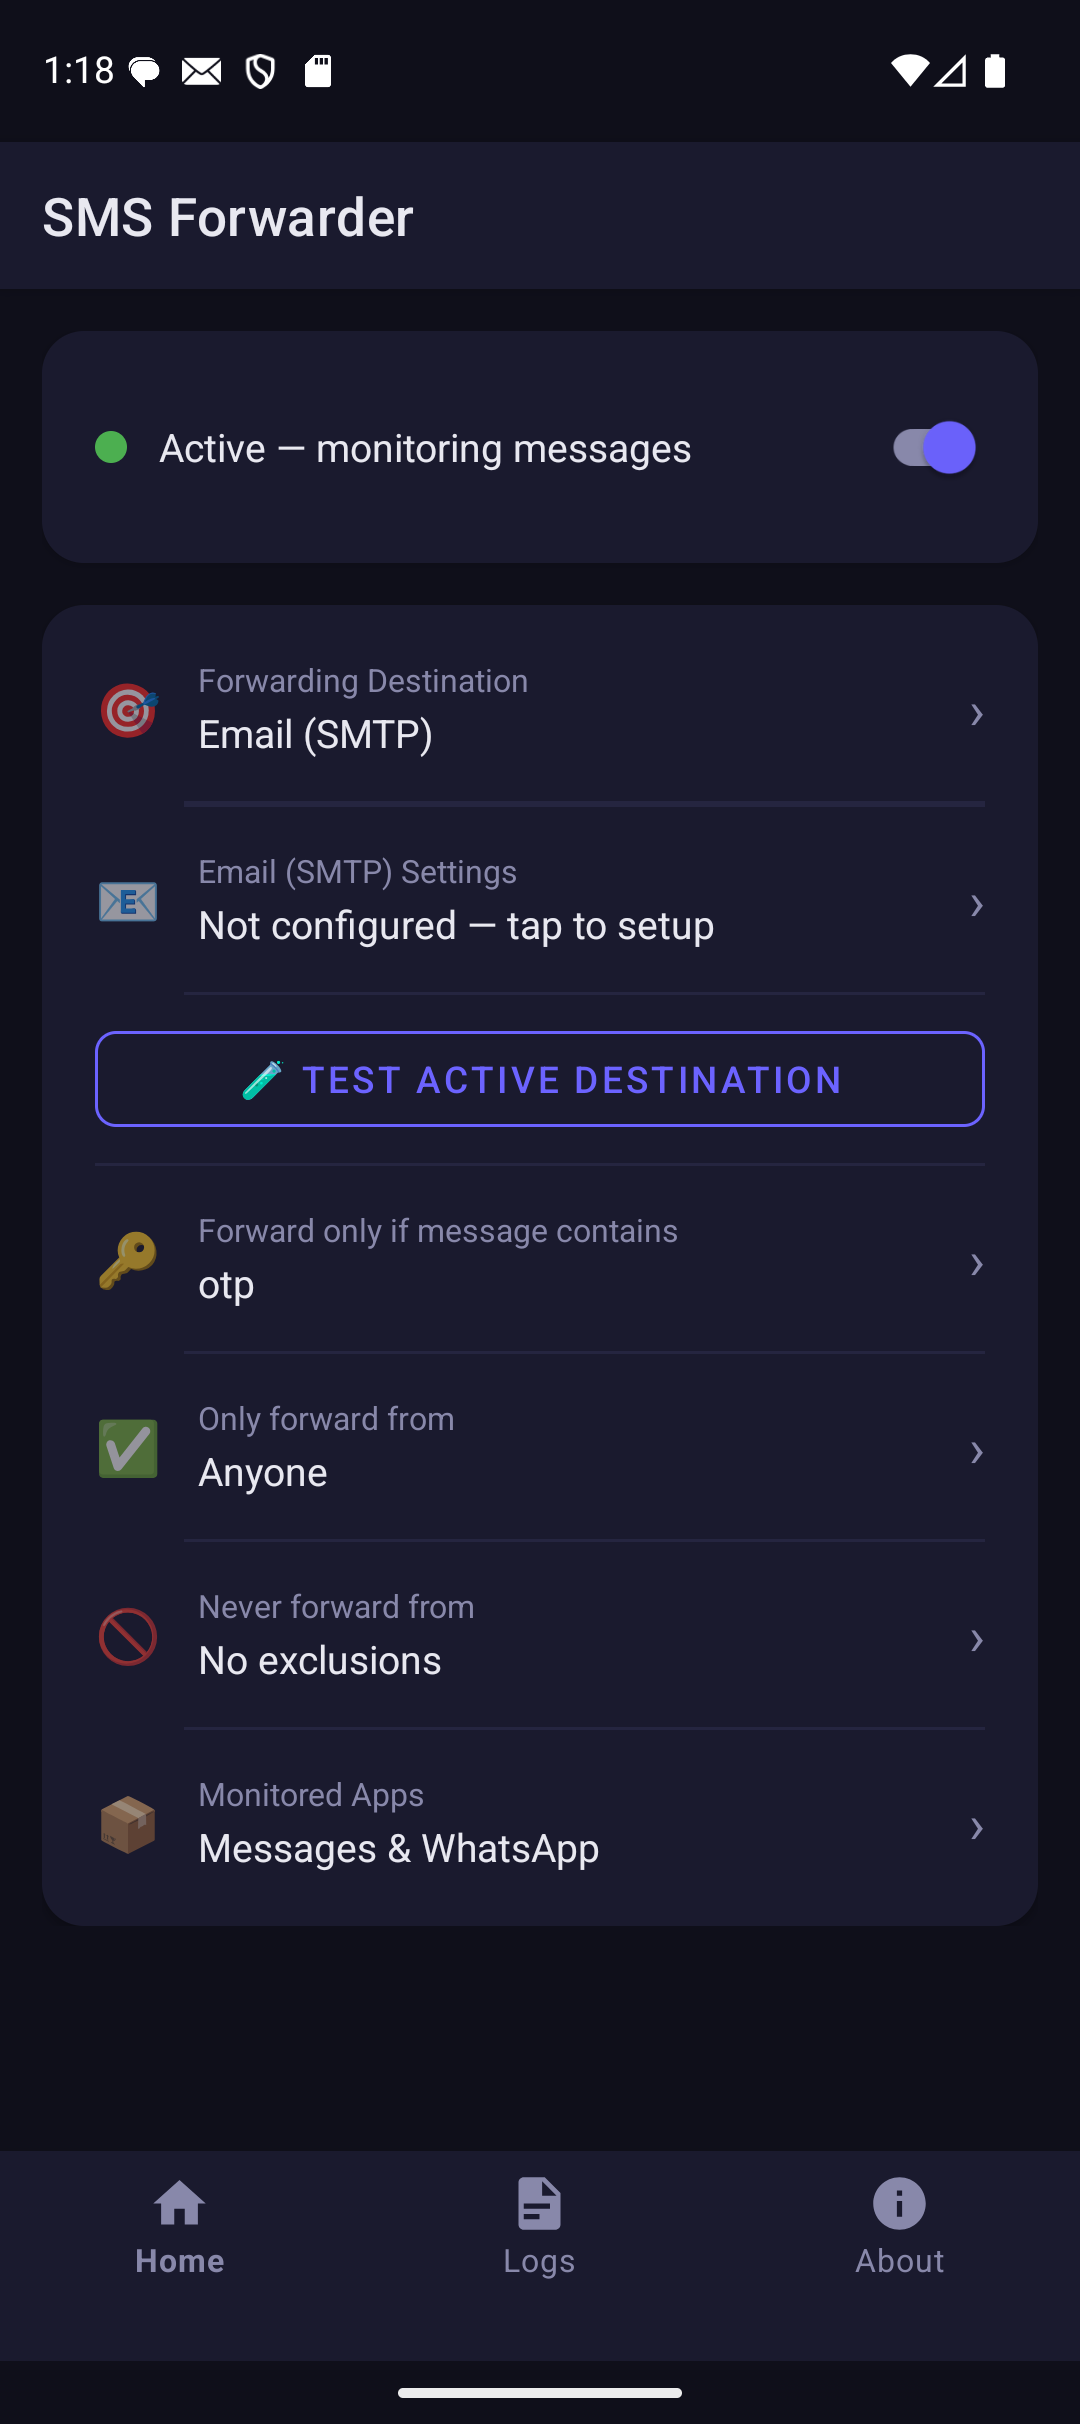 1:18
SMS Forwarder
Active — monitoring messages
Forwarding Destination
Email (SMTP)
Email (SMTP) Settings
Not configured — tap to setup
TEST ACTIVE DESTINATION
Forward only if message contains
otp
Only forward from
Anyone
Never forward from
No exclusions
Monitored Apps
Messages & WhatsApp
Home
Logs
About